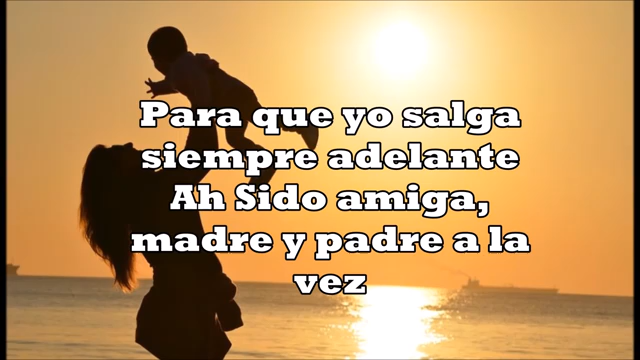 Para que yo salga
siempre adelante
Ah Sido amiga,
madre y padre a la
vez